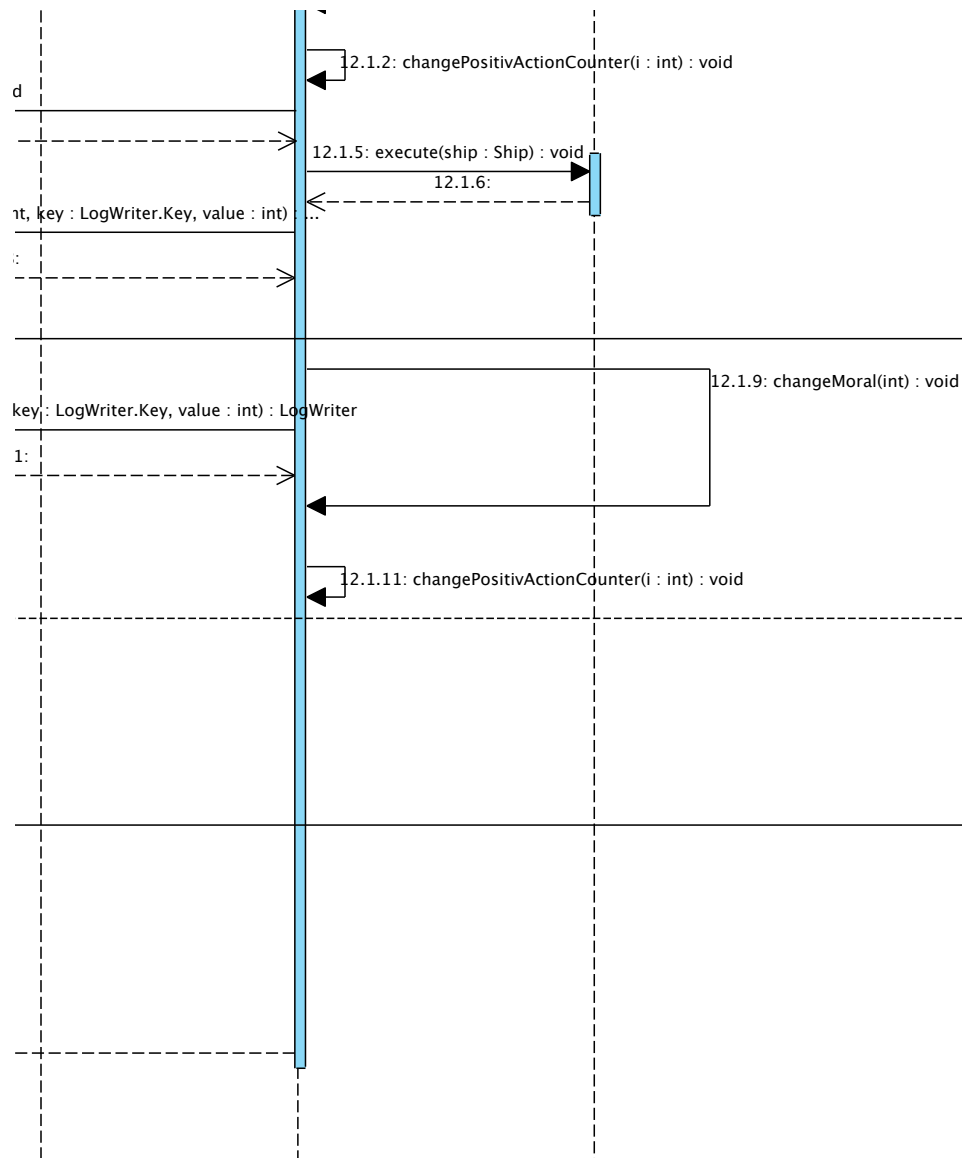 12.1.2: changePositivActionCounter(i : int) : void
d
12.1.5: execute(ship : Ship) : void
12.1.6:
nt, key : LogWriter.Key, value : int) : ...
:
12.1.9: changeMoral(int) : void
key : LogWriter.Key, value : int) : LogWriter
1:
12.1.11: changePositivActionCounter(i : int) : void